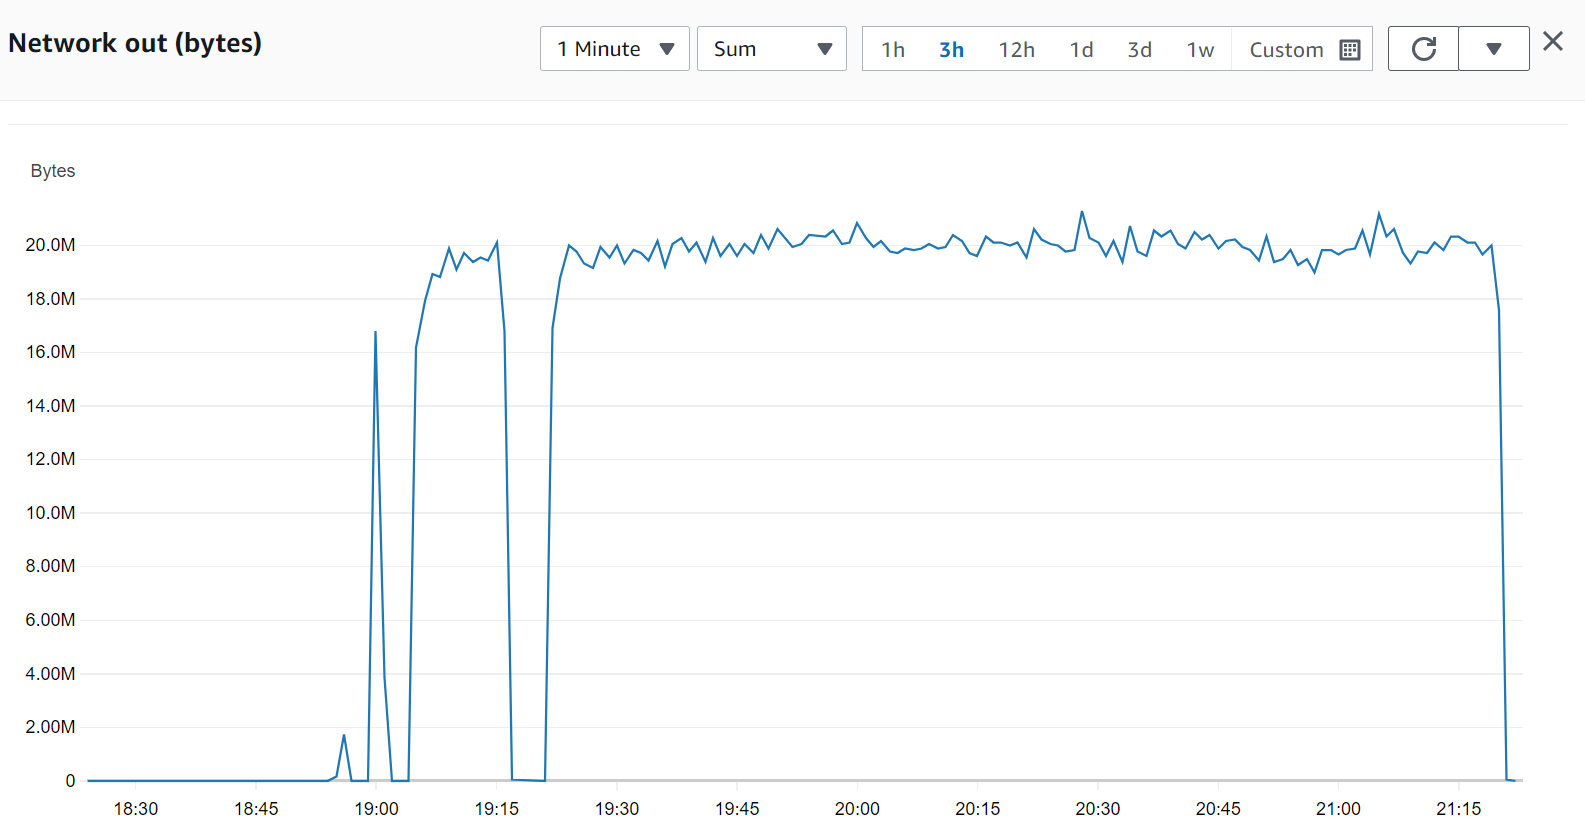 Network out (bytes)
1 Minute
Sum
1h 3h 12h 1d 3d 1w Custom
Bytes
20.0M
18.0M
16.0M
14.0M
12.0M
10.0M
8.00M
6.00M
4.00M
2.00M
0
18:30 18:45 19:00 19:15 19:30 19:45 20:00 20:15 20:30 20:45 21:00 21:15